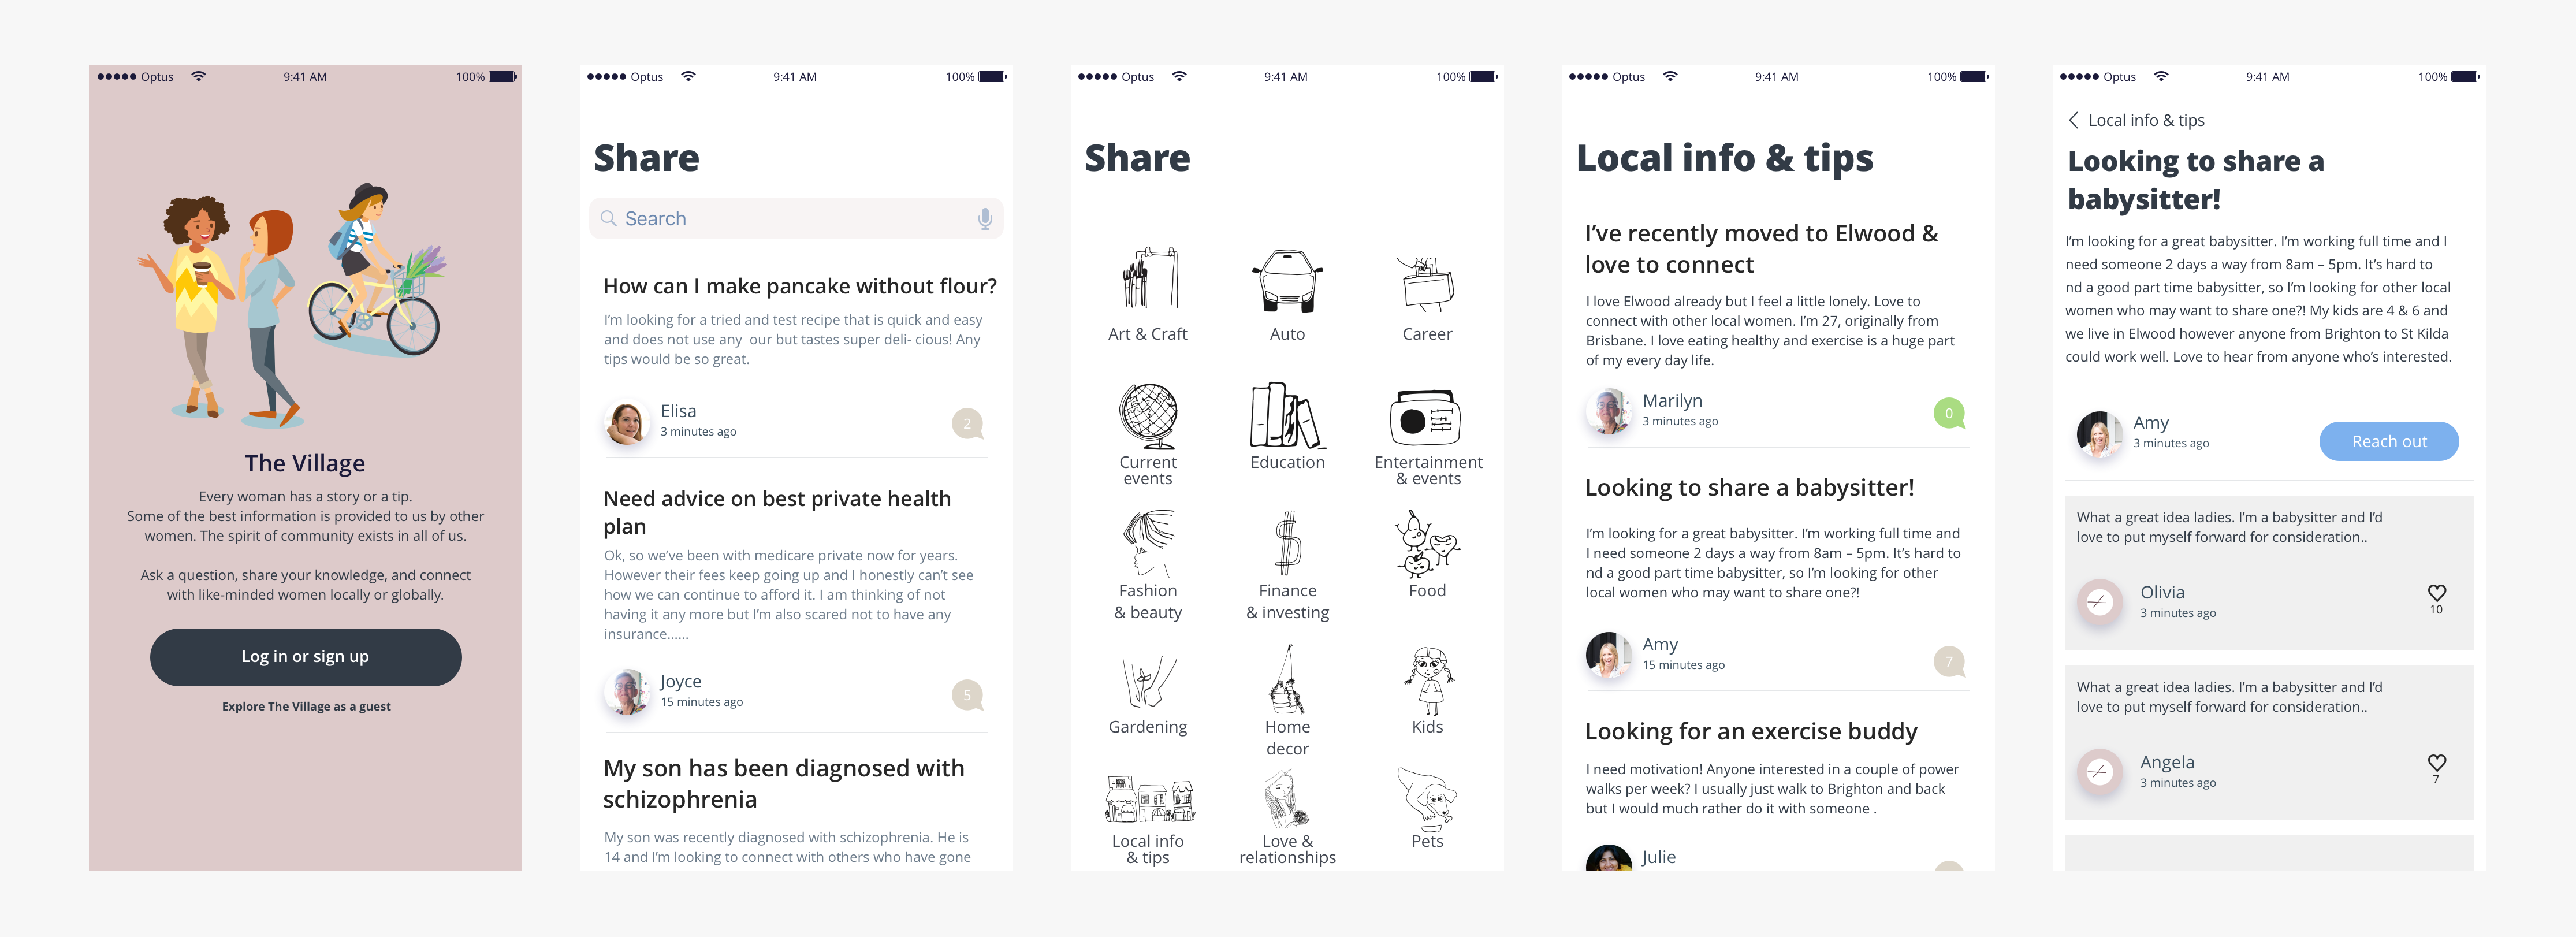 Optus 9:41 AM 100%
The Village
Every woman has a story or a tip.
Some of the best information is provided to us by other
women. The spirit of community exists in all of us.
Ask a question, share your knowledge, and connect
with like-minded women locally or globally.
Log in or sign up
Explore The Village as a guest
Optus 9:41 AM 100%
Share
Search
How can I make pancake without flour?
I'm looking for a tried and test recipe that is quick and easy
and does not use any  our but tastes super deli- cious! Any
tips would be so great.
Elisa
3 minutes ago
2
Need advice on best private health
plan
Ok, so we've been with medicare private now for years.
However their fees keep going up and I honestly can't see
how we can continue to afford it. I am thinking of not
having it any more but I'm also scared not to have any
insurance......
Joyce
15 minutes ago
5
My son has been diagnosed with
schizophrenia
My son was recently diagnosed with schizophrenia. He is
14 and I'm looking to connect with others who have gone
Optus 9:41 AM 100%
Share
Art & Craft
Auto
Career
Current
events
Education
Entertainment
& events
Fashion
& beauty
Finance
& investing
Food
Gardening
Home
decor
Kids
Local info
& tips
Love &
relationships
Pets
Optus 9:41 AM 100%
Local info & tips
I've recently moved to Elwood &
love to connect
I love Elwood already but I feel a little lonely. Love to
connect with other local women. I'm 27, originally from
Brisbane. I love eating healthy and exercise is a huge part
of my every day life.
Marilyn
3 minutes ago
0
Looking to share a babysitter!
I'm looking for a great babysitter. I'm working full time and
I need someone 2 days a way from 8am – 5pm. It's hard to
nd a good part time babysitter, so I'm looking for other
local women who may want to share one?!
Amy
15 minutes ago
7
Looking for an exercise buddy
I need motivation! Anyone interested in a couple of power
walks per week? I usually just walk to Brighton and back
but I would much rather do it with someone .
Julie
Optus 9:41 AM 100%
Local info & tips
Looking to share a
babysitter!
I'm looking for a great babysitter. I'm working full time and I
need someone 2 days a way from 8am – 5pm. It's hard to
nd a good part time babysitter, so I'm looking for other local
women who may want to share one?! My kids are 4 & 6 and
we live in Elwood however anyone from Brighton to St Kilda
could work well. Love to hear from anyone who's interested.
Amy
3 minutes ago
Reach out
What a great idea ladies. I'm a babysitter and I'd
love to put myself forward for consideration..
Olivia
3 minutes ago
10
What a great idea ladies. I'm a babysitter and I'd
love to put myself forward for consideration..
Angela
3 minutes ago
7